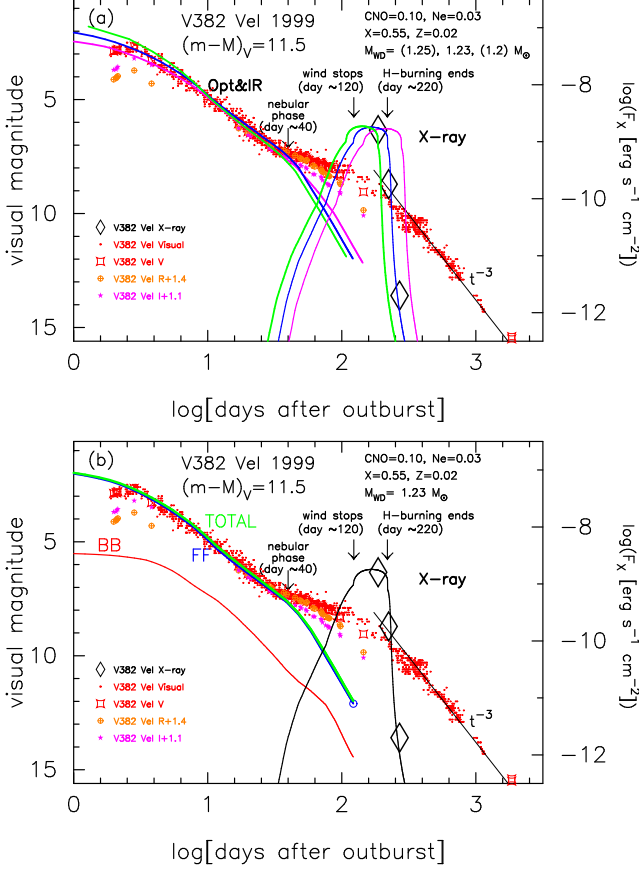 (a)
V382 Vel 1999
(m-M)V=11.5
CNO=0.10, Ne=0.03
X=0.55, Z=0.02
MWD= (1.25), 1.23, (1.2) M⊙
Opt&IR
wind stops
(day ~120)
H-burning ends
(day ~220)
nebular
phase
(day ~40)
X-ray
V382 Vel X-ray
V382 Vel Visual
V382 Vel V
V382 Vel R+1.4
V382 Vel I+1.1
t-3
5
10
15
-8
-10
-12
0
1
2
3
visual magnitude
log(FX [erg s-1 cm-2])
log[days after outburst]
(b)
V382 Vel 1999
(m-M)V=11.5
CNO=0.10, Ne=0.03
X=0.55, Z=0.02
MWD= 1.23 M⊙
TOTAL
BB
FF
wind stops
(day ~120)
H-burning ends
(day ~220)
nebular
phase
(day ~40)
X-ray
V382 Vel X-ray
V382 Vel Visual
V382 Vel V
V382 Vel R+1.4
V382 Vel I+1.1
t-3
5
10
15
-8
-10
-12
0
1
2
3
visual magnitude
log(FX [erg s-1 cm-2])
log[days after outburst]